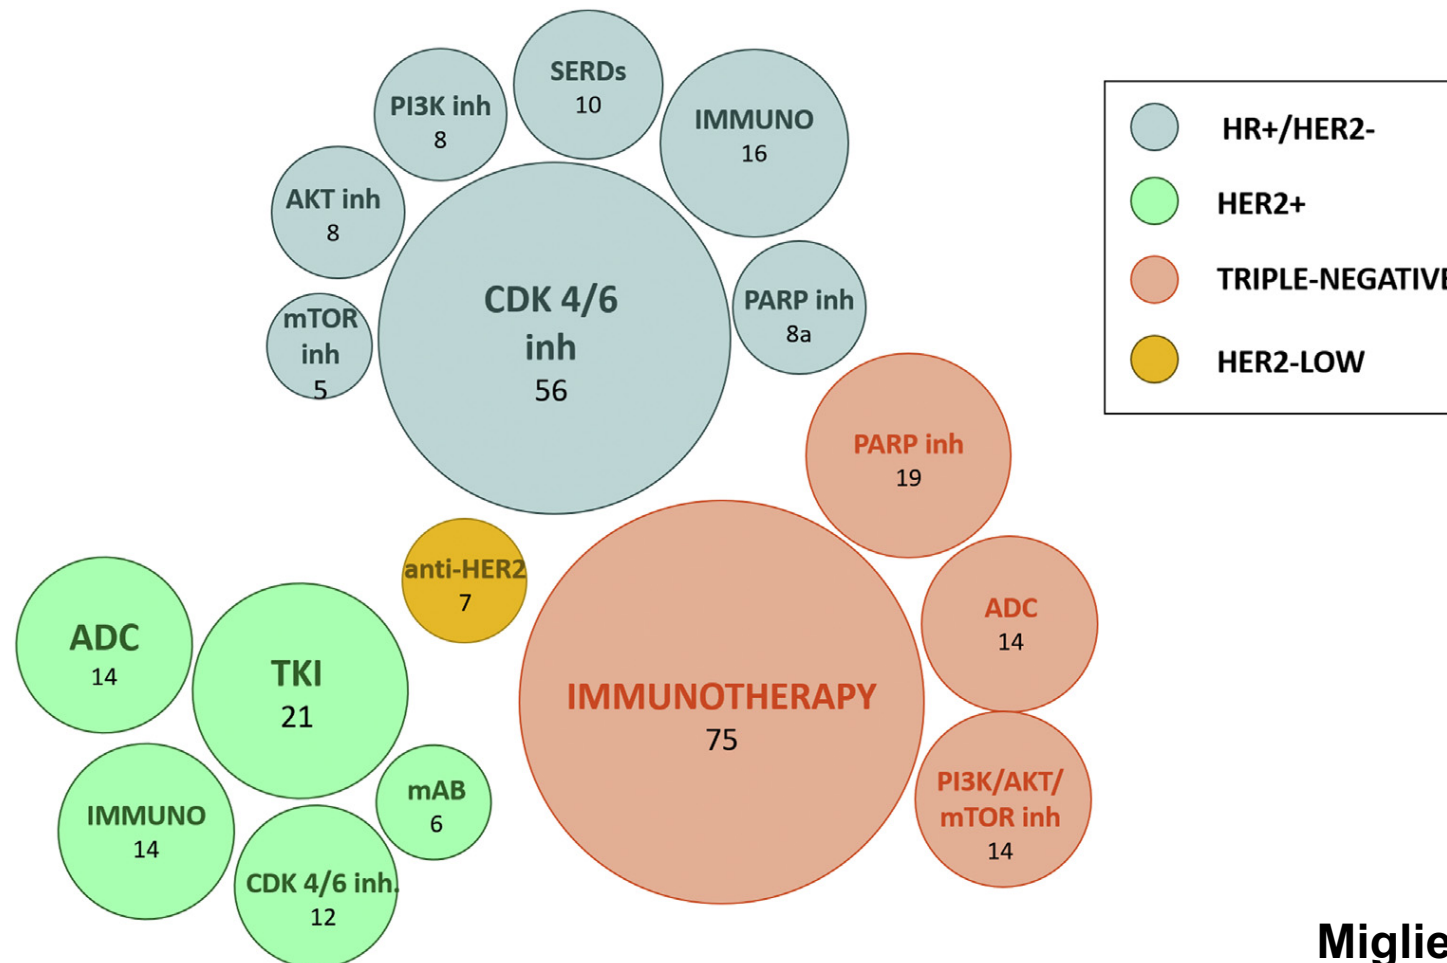 SERDs
10
PI3K inh
8
IMMUNO
16
AKT inh
8
mTOR
inh
5
CDK 4/6
inh
56
PARP inh
8a
HR+/HER2-
HER2+
TRIPLE-NEGATIVE
HER2-LOW
PARP inh
19
anti-HER2
7
ADC
14
TKI
21
IMMUNO
14
mAB
6
CDK 4/6 inh.
12
IMMUNOTHERAPY
75
ADC
14
PI3K/AKT/
mTOR inh
14
Miglie